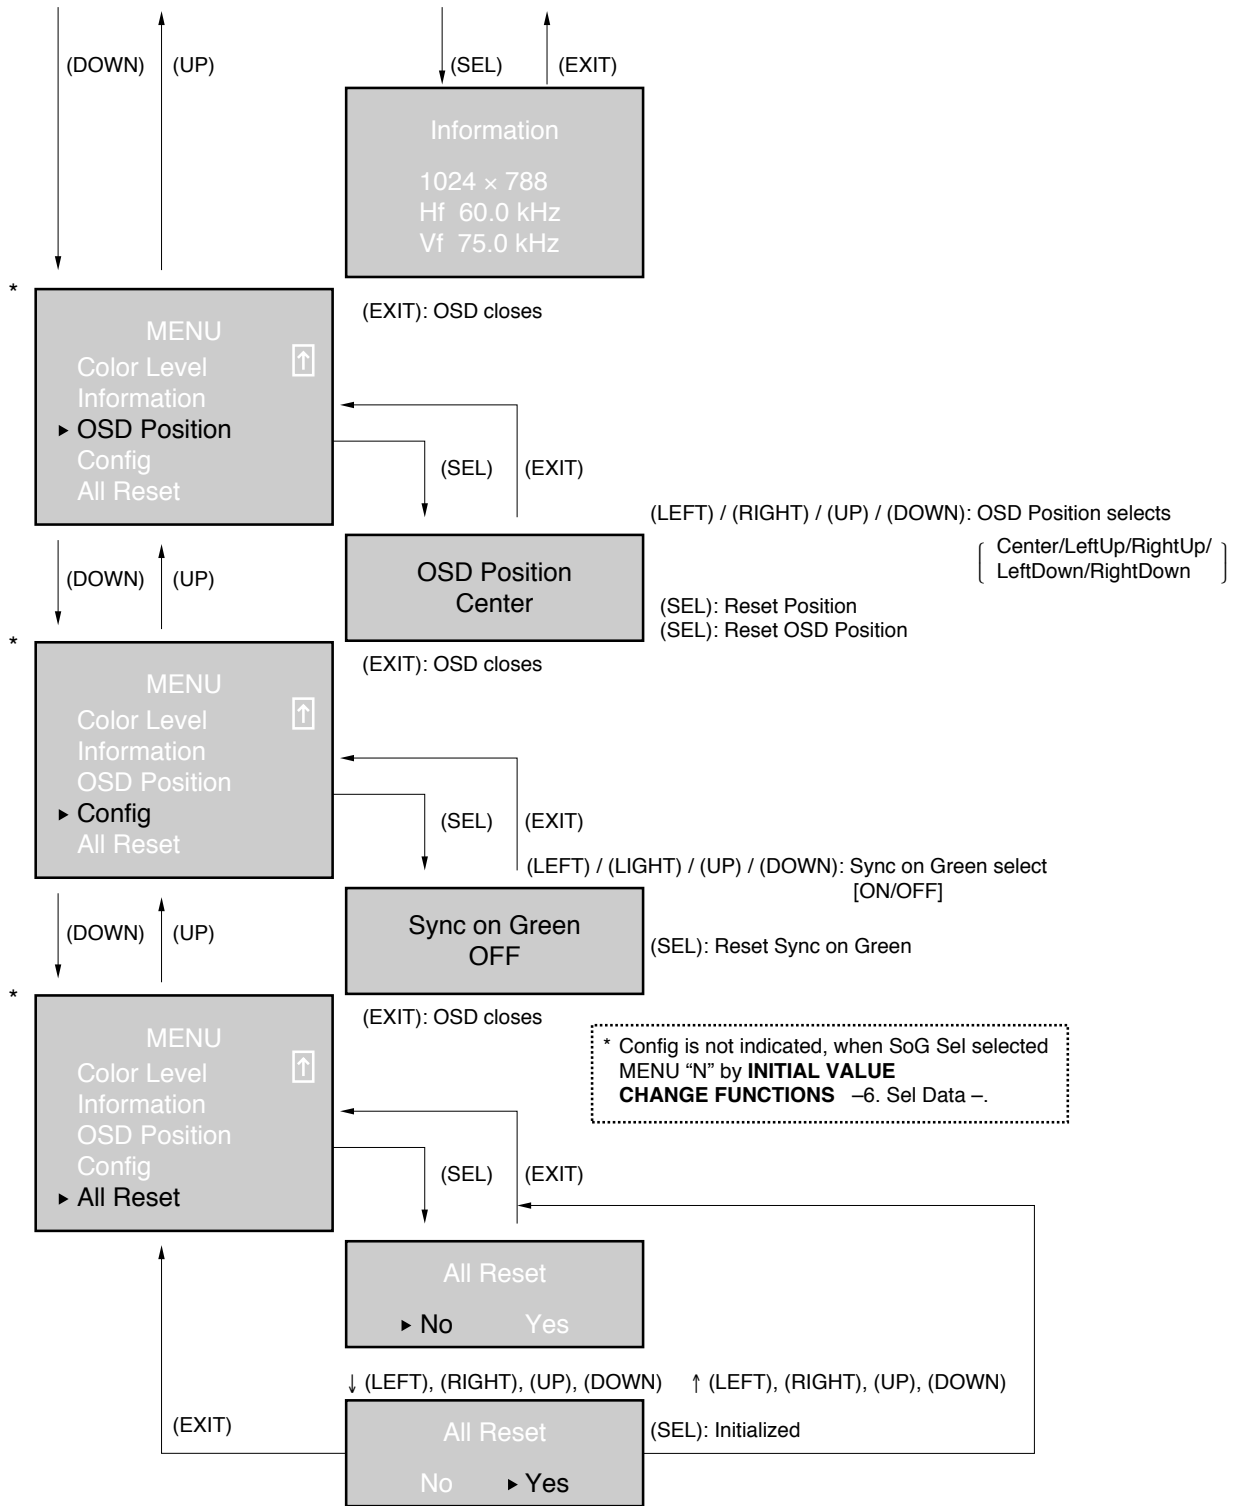 (DOWN) (UP) (SEL) (EXIT)
Information
1024 × 788
Hf 60.0 kHz
Vf 75.0 kHz
(EXIT): OSD closes
*
MENU
Color Level ↑
Information
▶ OSD Position
Config
All Reset
(SEL) (EXIT)
(LEFT) / (RIGHT) / (UP) / (DOWN): OSD Position selects
Center/LeftUp/RightUp/
LeftDown/RightDown
OSD Position
Center
(SEL): Reset Position
(SEL): Reset OSD Position
(EXIT): OSD closes
(DOWN) (UP)
*
MENU
Color Level ↑
Information
OSD Position
▶ Config
All Reset
(SEL) (EXIT)
(LEFT) / (LIGHT) / (UP) / (DOWN): Sync on Green select
[ON/OFF]
Sync on Green
OFF
(SEL): Reset Sync on Green
(EXIT): OSD closes
(DOWN) (UP)
*
MENU
Color Level ↑
Information
OSD Position
Config
▶ All Reset
* Config is not indicated, when SoG Sel selected
MENU “N” by INITIAL VALUE
CHANGE FUNCTIONS –6. Sel Data –.
(SEL) (EXIT)
All Reset
▶ No Yes
↓ (LEFT), (RIGHT), (UP), (DOWN) ↑ (LEFT), (RIGHT), (UP), (DOWN)
(EXIT)
All Reset
No ▶ Yes
(SEL): Initialized